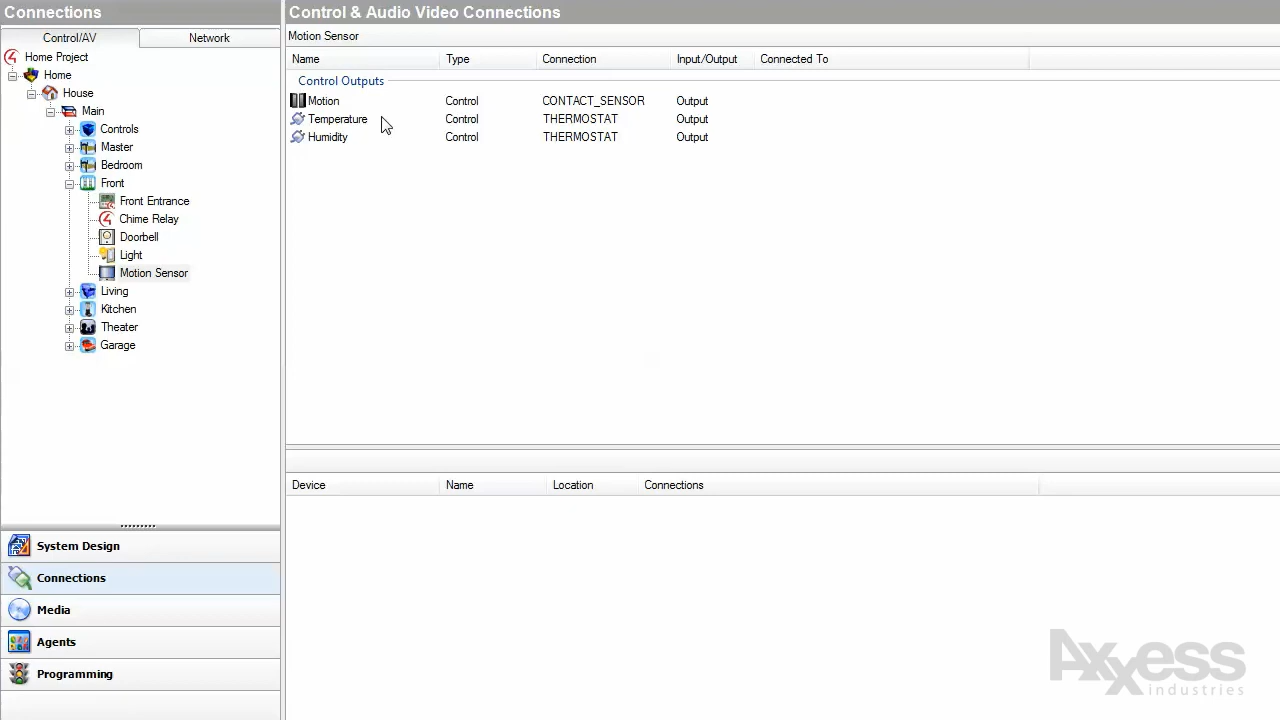 Connections
Control/AV Network
Home Project
Home
House
Main
Controls
Master
Bedroom
Front
Front Entrance
Chime Relay
Doorbell
Light
Motion Sensor
Living
Kitchen
Theater
Garage
System Design
Connections
Media
Agents
Programming
Control & Audio Video Connections
Motion Sensor
Name Type Connection Input/Output Connected To
Control Outputs
Motion Control CONTACT_SENSOR Output
Temperature Control THERMOSTAT Output
Humidity Control THERMOSTAT Output
Device Name Location Connections
Axxess
industries